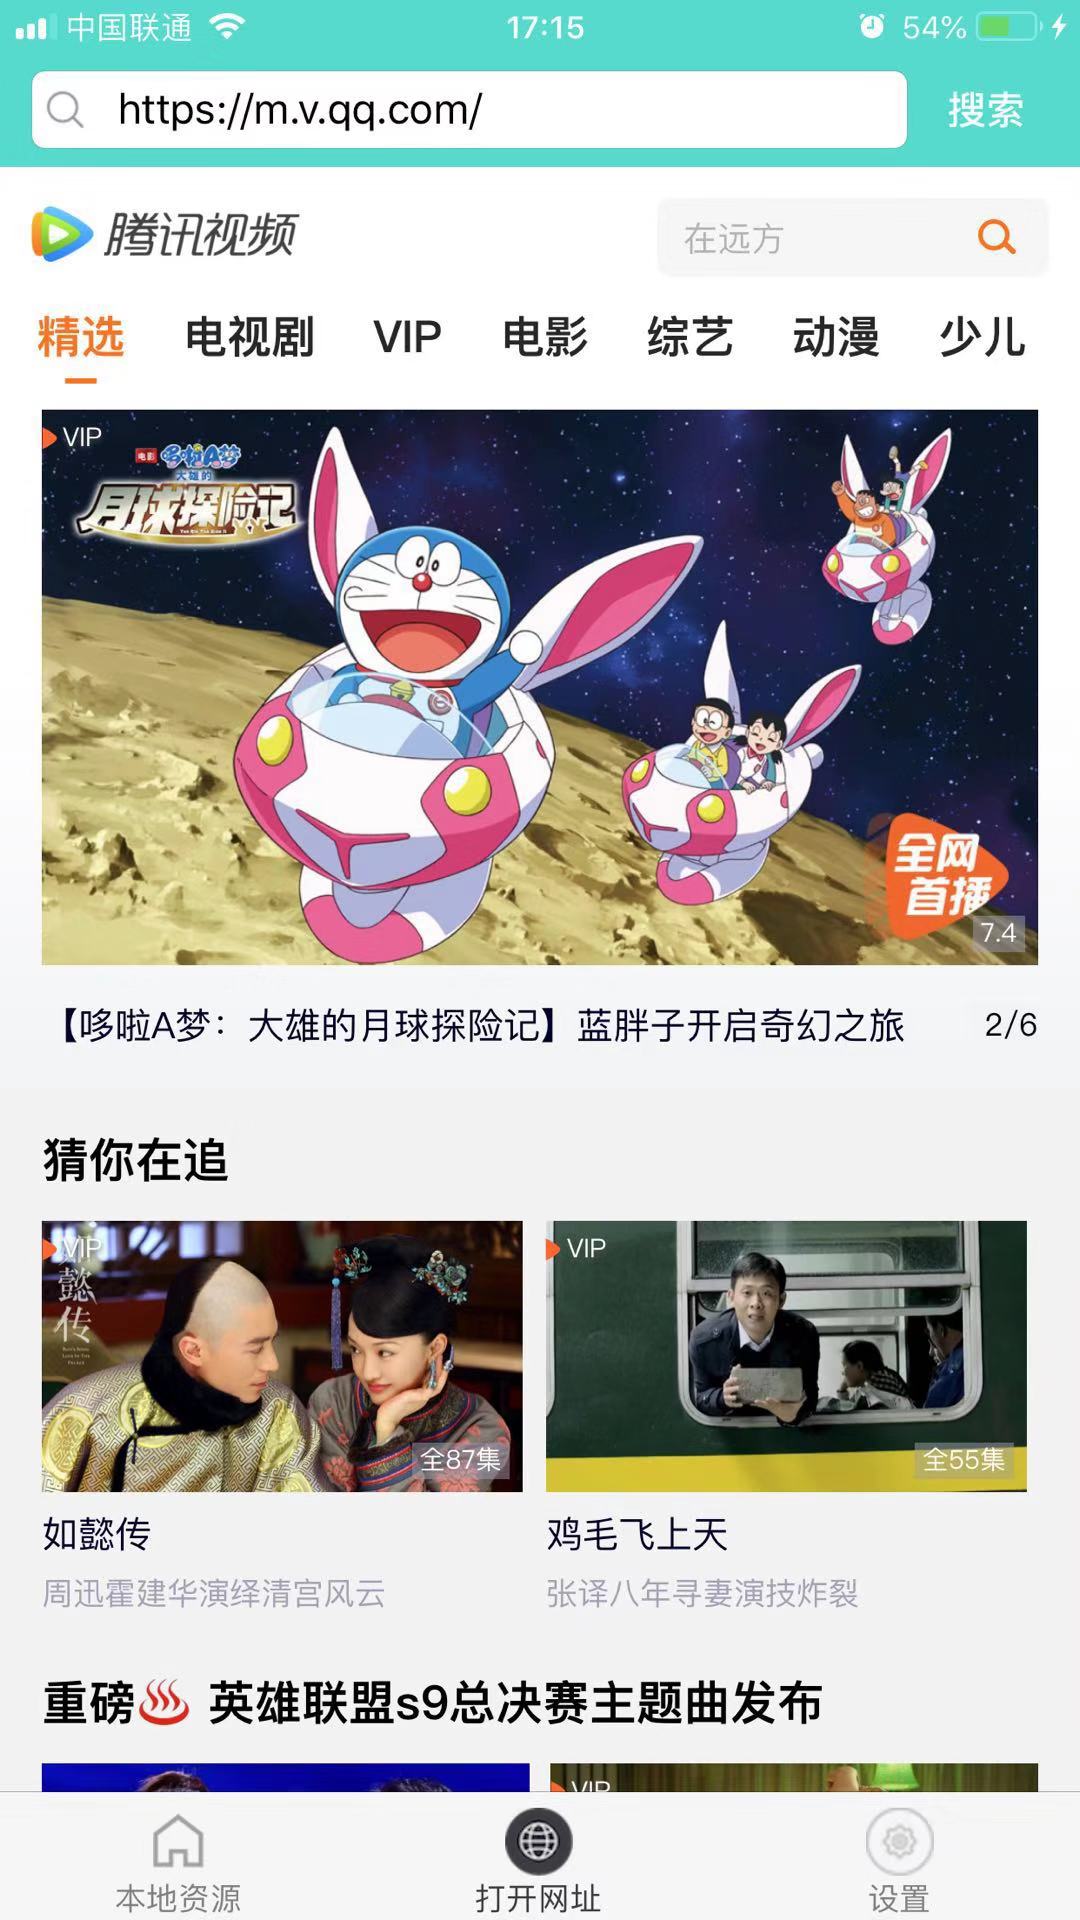 中国联通
17:15
54%
https://m.v.qq.com/
搜索
腾讯视频
在远方
精选
电视剧
VIP
电影
综艺
动漫
少儿
VIP
电影
哆啦A梦
大雄的
月球探险记
全网
首播
7.4
【哆啦A梦：大雄的月球探险记】蓝胖子开启奇幻之旅
2/6
猜你在追
VIP
懿
传
全87集
VIP
全55集
如懿传
鸡毛飞上天
周迅霍建华演绎清宫风云
张译八年寻妻演技炸裂
重磅♨️ 英雄联盟s9总决赛主题曲发布
VIP
本地资源
打开网址
设置